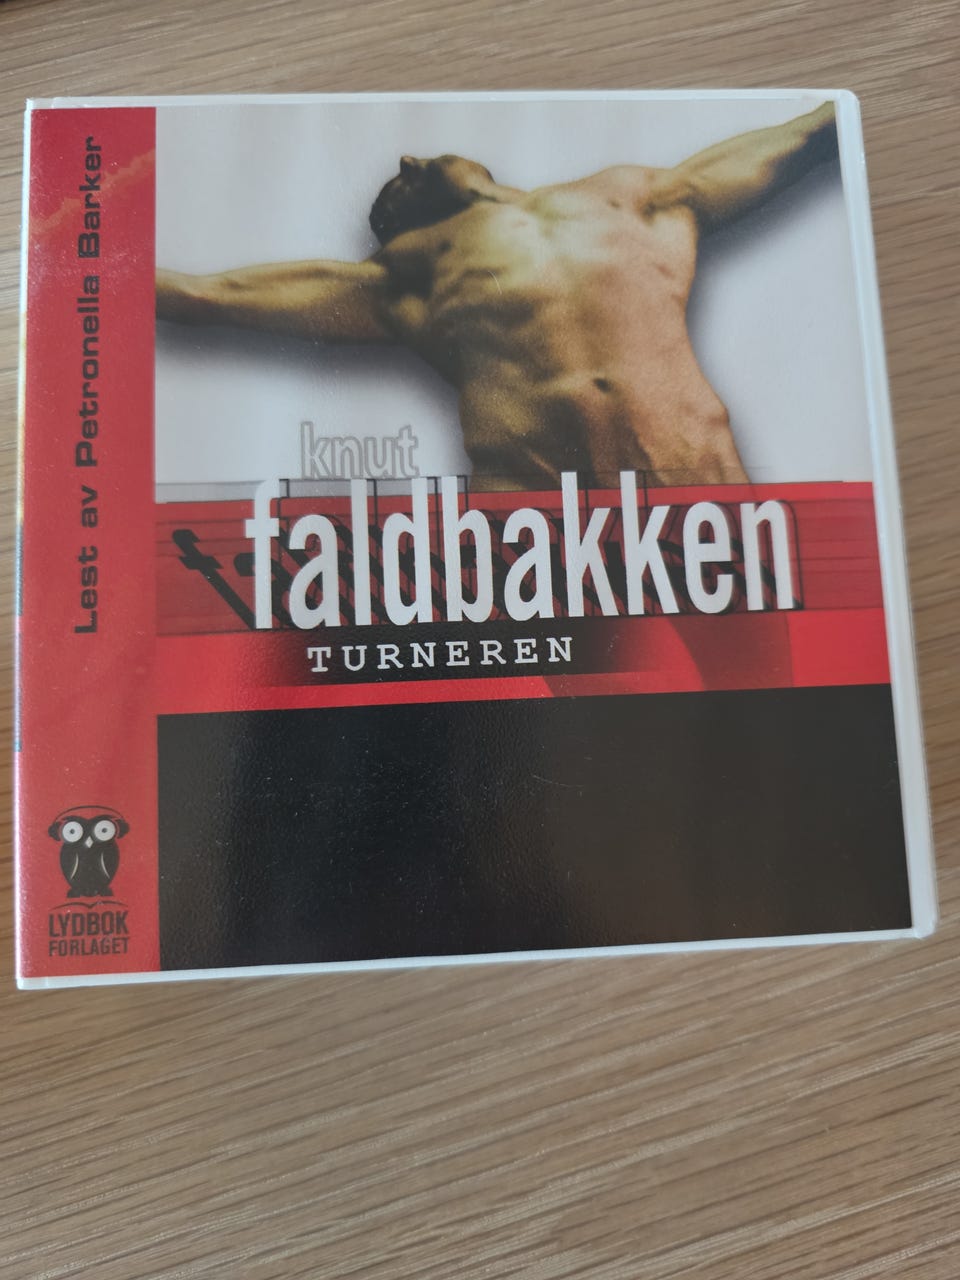 Lest av Petronella Barker
knut
faldbakken
TURNEREN
LYDBOK
FORLAGET